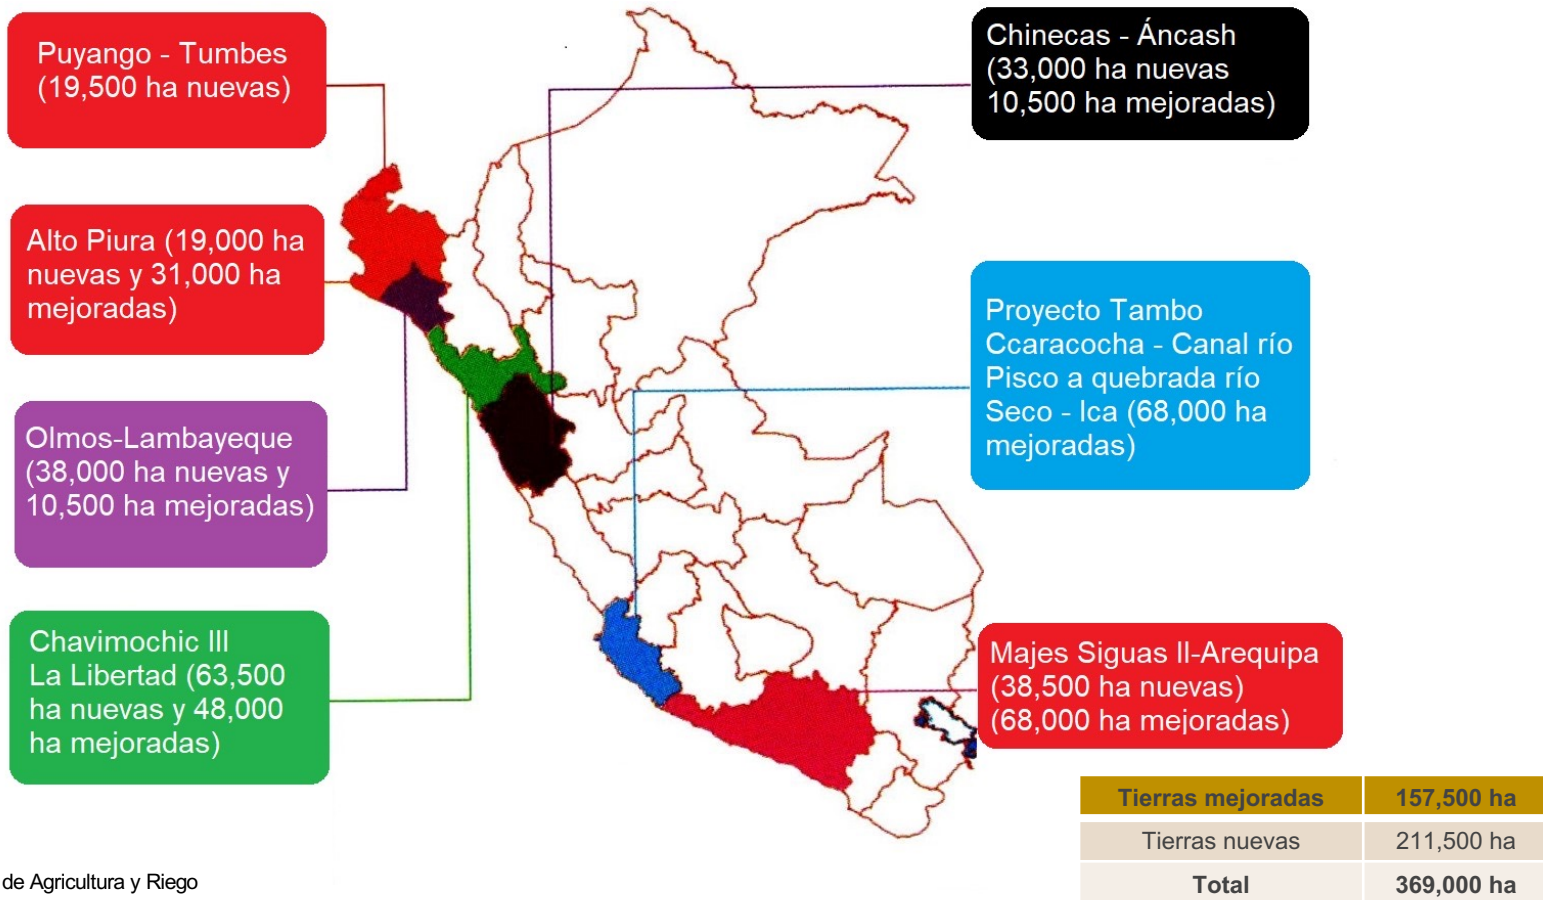 Puyango - Tumbes
(19,500 ha nuevas)
Alto Piura (19,000 ha
nuevas y 31,000 ha
mejoradas)
Olmos-Lambayeque
(38,000 ha nuevas y
10,500 ha mejoradas)
Chavimochic III
La Libertad (63,500
ha nuevas y 48,000
ha mejoradas)
Chinecas - Áncash
(33,000 ha nuevas
10,500 ha mejoradas)
Proyecto Tambo
Ccaracocha - Canal río
Pisco a quebrada río
Seco - Ica (68,000 ha
mejoradas)
Majes Siguas II-Arequipa
(38,500 ha nuevas)
(68,000 ha mejoradas)
Tierras mejoradas 157,500 ha
Tierras nuevas 211,500 ha
Total 369,000 ha
de Agricultura y Riego